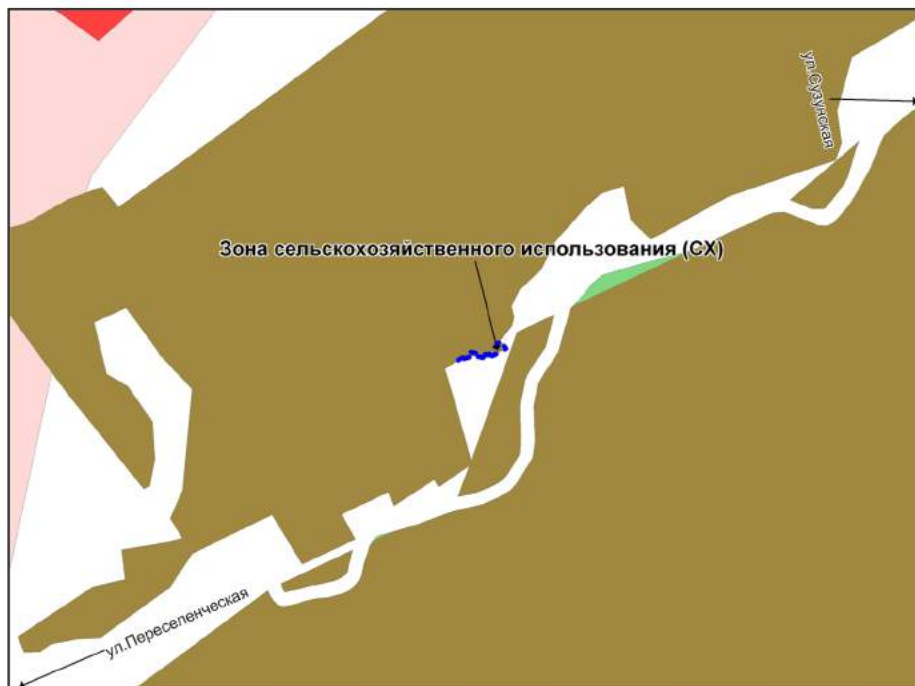 ул.Сузунская
Зона сельскохозяйственного использования (СХ)
ул.Переселенческая